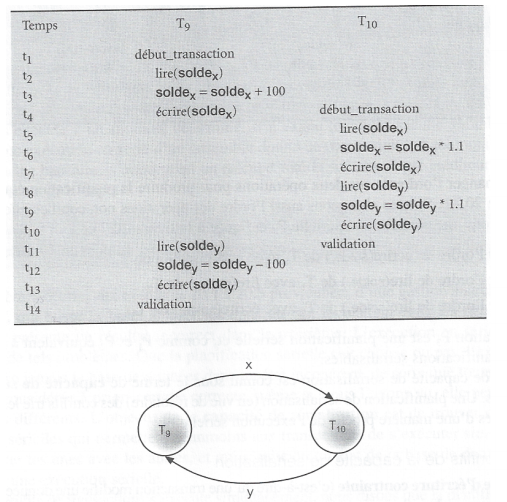 Temps T9 T10
t1 début_transaction
t2 lire(soldex)
t3 soldex = soldex + 100
t4 écrire(soldex) début_transaction
t5 lire(soldex)
t6 soldex = soldex * 1.1
t7 écrire(soldex)
t8 lire(soldey)
t9 soldey = soldey * 1.1
t10 écrire(soldey)
t11 lire(soldey) validation
t12 soldey = soldey – 100
t13 écrire(soldey)
t14 validation
x
T9 T10
y